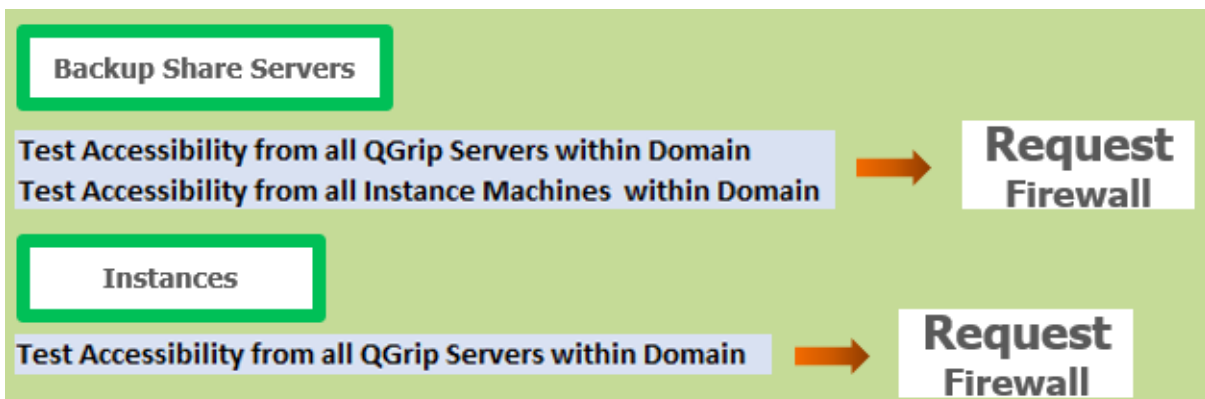 Backup Share Servers
Test Accessibility from all QGrip Servers within Domain
Test Accessibility from all Instance Machines within Domain
Request
Firewall
Instances
Test Accessibility from all QGrip Servers within Domain
Request
Firewall